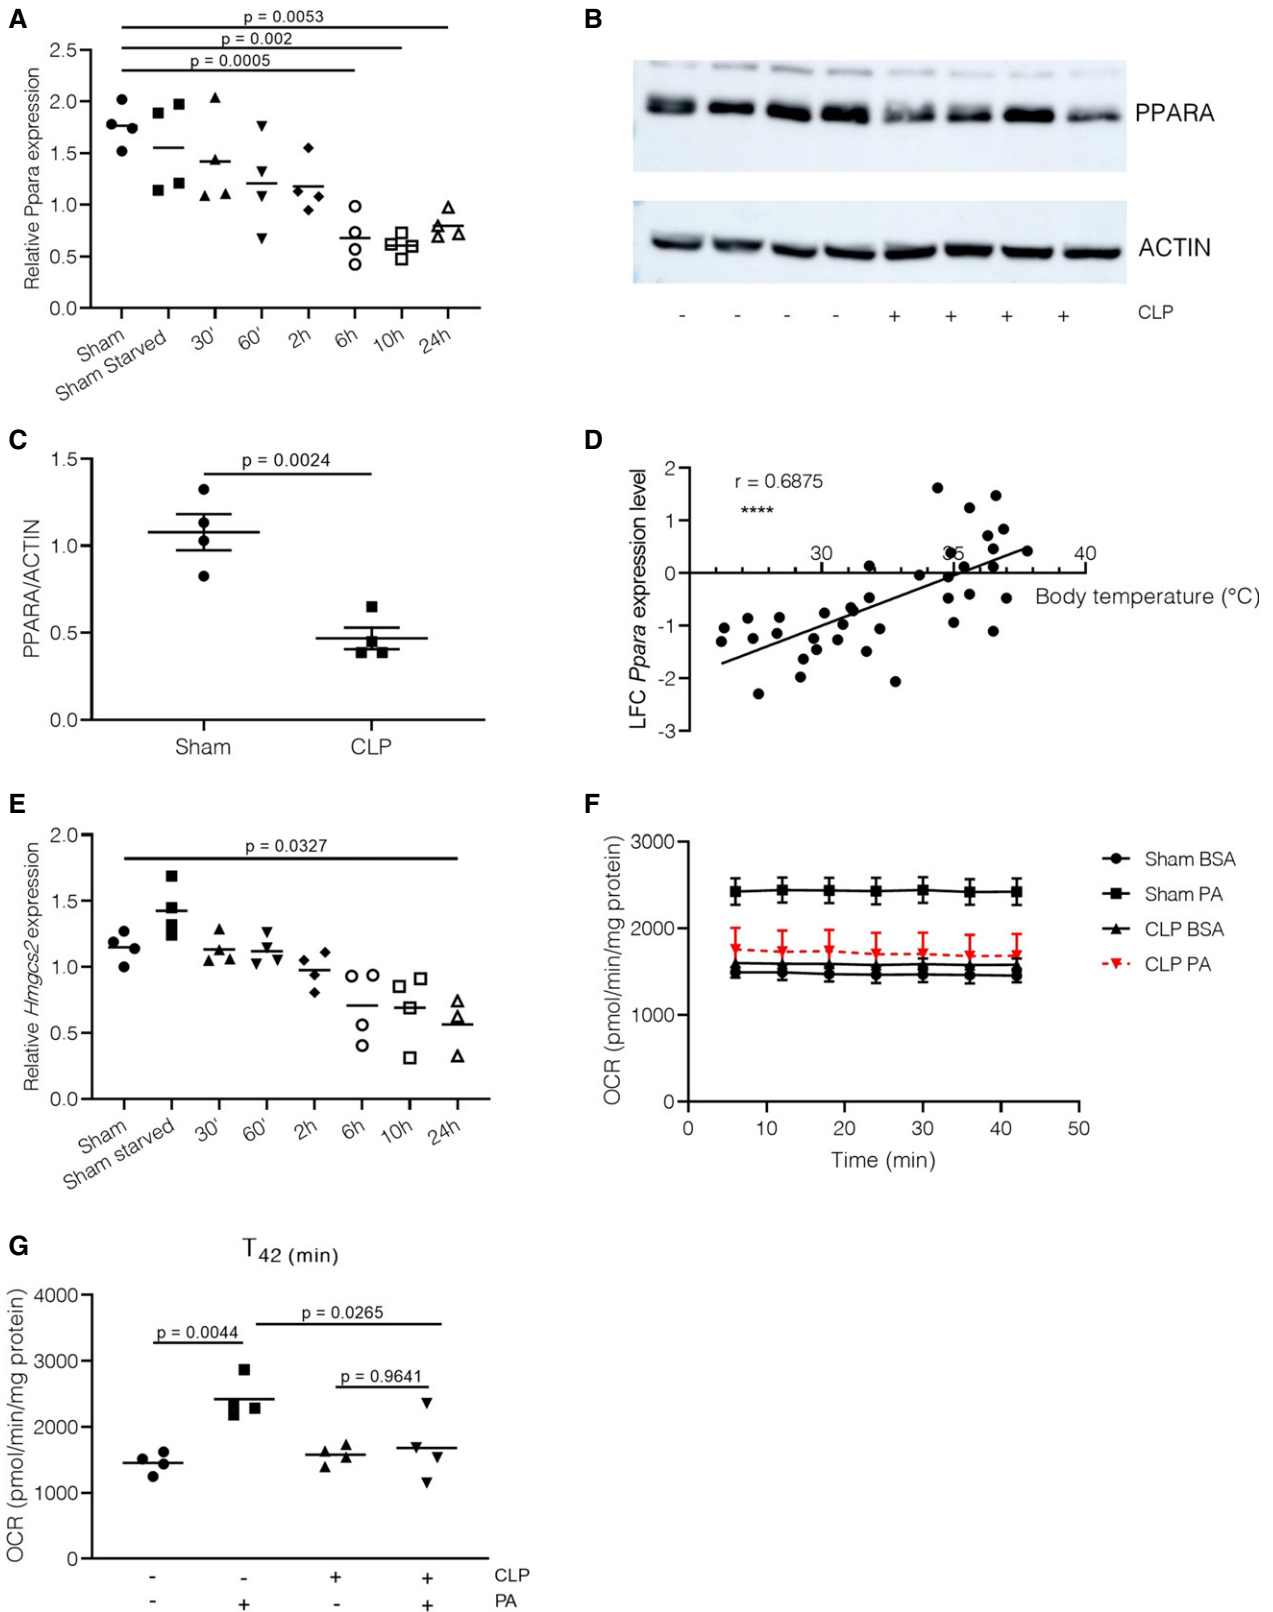 A
p = 0.0053
p = 0.002
p = 0.0005
Relative Ppara expression
2.5
2.0
1.5
1.0
0.5
0.0
Sham
Sham Starved
30'
60'
2h
6h
10h
24h
B
PPARA
ACTIN
- - - - + + + + CLP
C
p = 0.0024
PPARA/ACTIN
1.5
1.0
0.5
0.0
Sham
CLP
D
LFC Ppara expression level
r = 0.6875
****
2
1
0
-1
-2
-3
30
35
40
Body temperature (°C)
E
p = 0.0327
Relative Hmgcs2 expression
2.0
1.5
1.0
0.5
0.0
Sham
Sham starved
30'
60'
2h
6h
10h
24h
F
OCR (pmol/min/mg protein)
3000
2000
1000
0
0 10 20 30 40 50
Time (min)
Sham BSA
Sham PA
CLP BSA
CLP PA
G
T42 (min)
OCR (pmol/min/mg protein)
4000
3000
2000
1000
0
p = 0.0044
p = 0.0265
p = 0.9641
- - + + CLP
- + - + PA